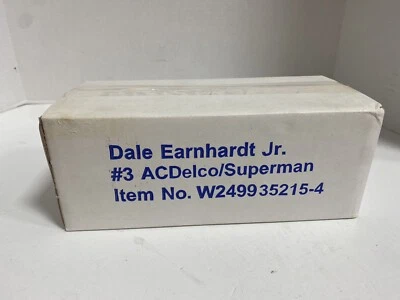 Dale Earnhardt Jr.
#3 ACDelco/Superman
Item No. W249935215-4